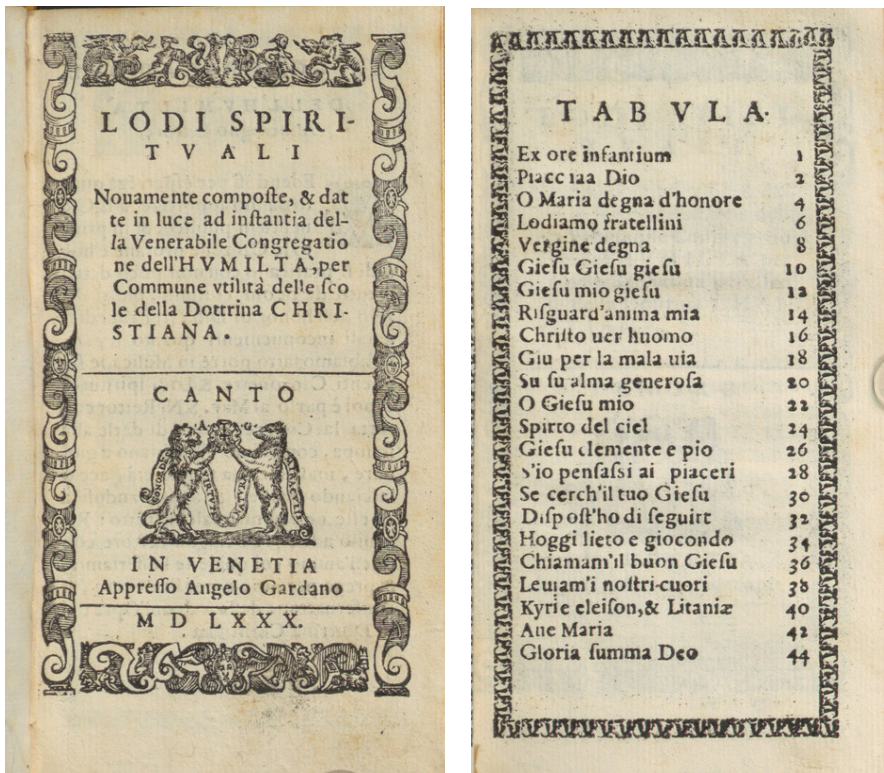 LODI SPIRI-
TVALI
Nouamente compoſte, & dat
te in luce ad inſtantia del-
la Venerabile Congregatio
ne dell'HVMILTA`, per
Commune vtilità delle ſco
le della Dottrina CHRI-
STIANA.
CANTO
A. G.
IN VENETIA
Appreſſo Angelo Gardano
MD LXXX.
TABVLA.
Ex ore infantium 1
Piacciaa Dio 2
O Maria degna d'honore 4
Lodiamo fratellini 6
Vergine degna 8
Gieſu Gieſu gieſu 10
Gieſu mio gieſu 12
Riſguard'anima mia 14
Chriſto uer huomo 16
Giu per la mala uia 18
Su ſu alma generoſa 20
O Gieſu mio 22
Spirto del ciel 24
Gieſu clemente e pio 26
S'io penſaſsi ai piaceri 28
Se cerch'il tuo Gieſu 30
Diſpoſt'ho di ſeguirt 32
Hoggi lieto e giocondo 34
Chiamam'il buon Gieſu 36
Leuiam'i noſtri-cuori 38
Kyrie eleiſon, & Litaniæ 40
Aue Maria 42
Gloria ſumma Deo 44